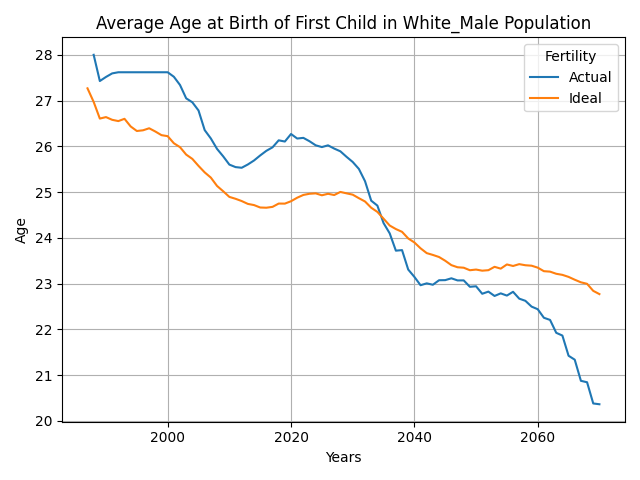 Average Age at Birth of First Child in White_Male Population
Fertility
Actual
Ideal
Age
28
27
26
25
24
23
22
21
20
2000 2020 2040 2060
Years